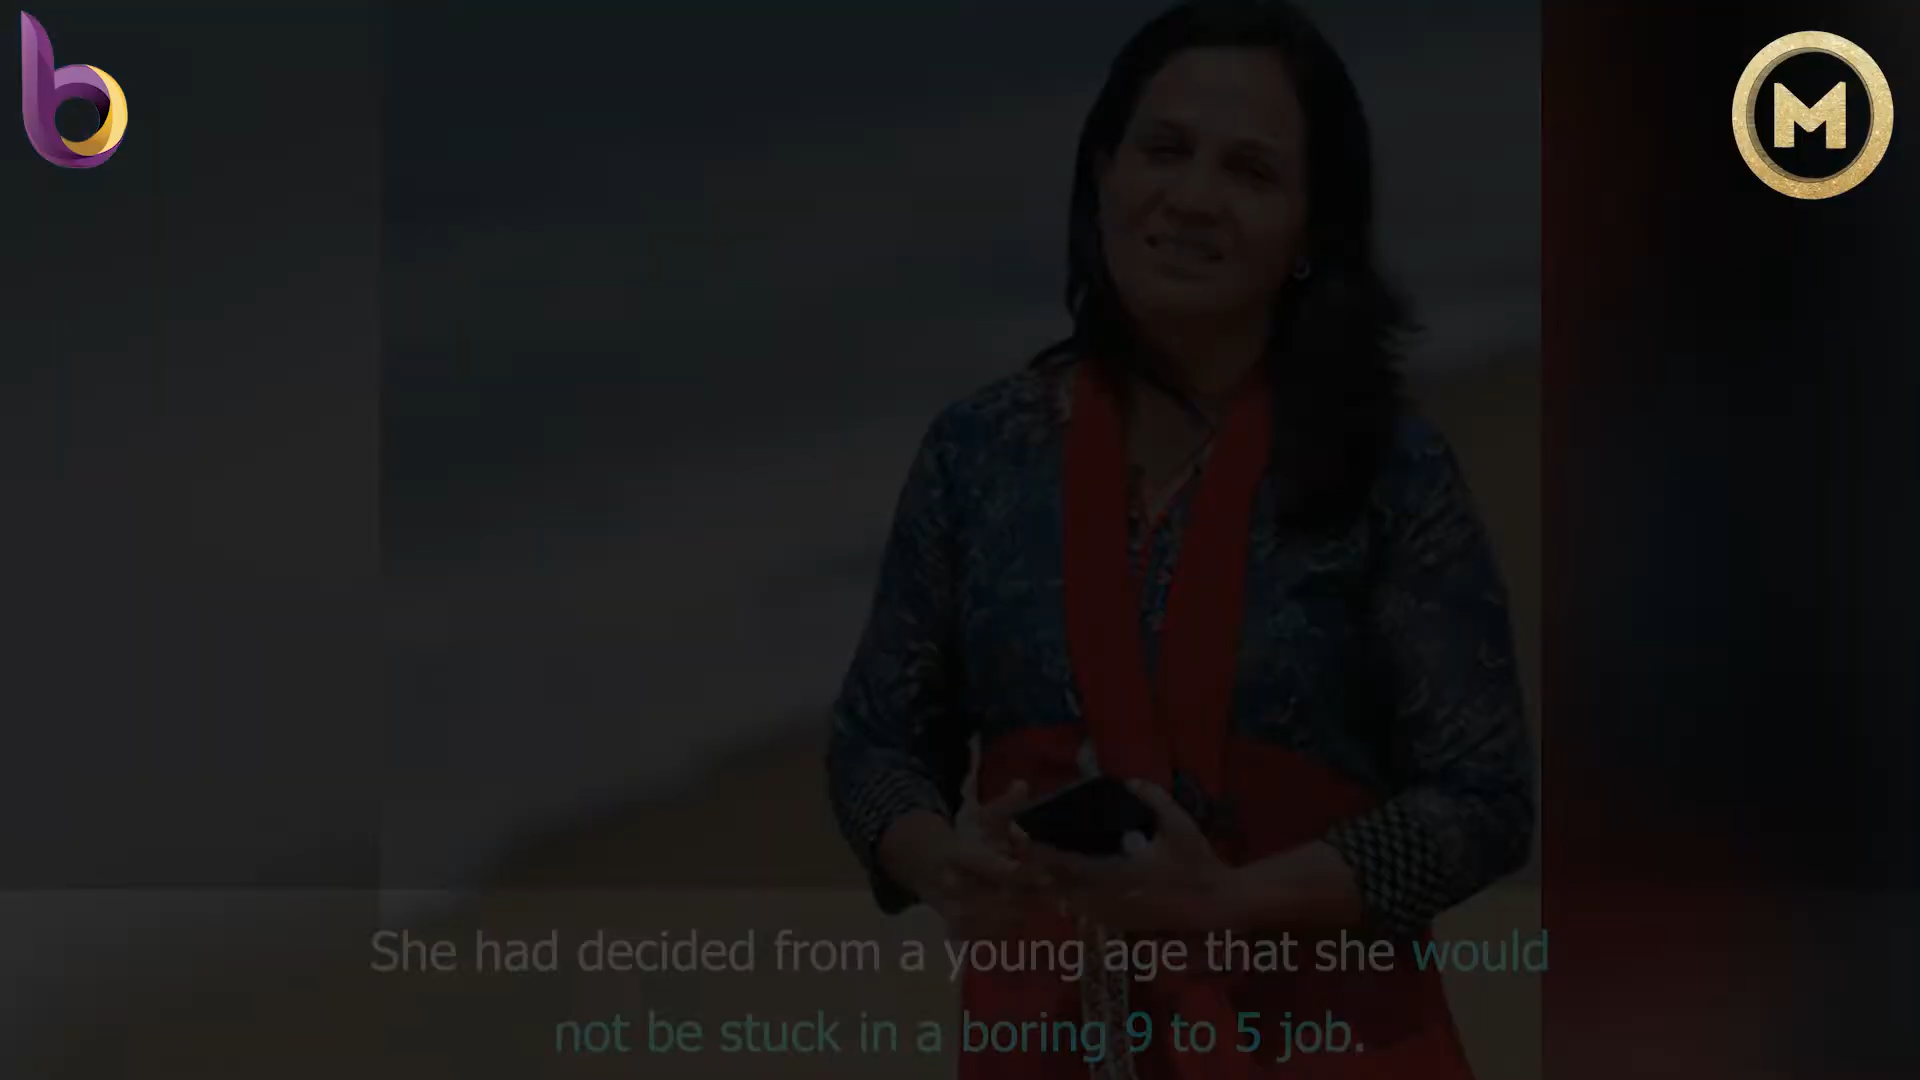 b
M
She had decided from a young age that she would
not be stuck in a boring 9 to 5 job.